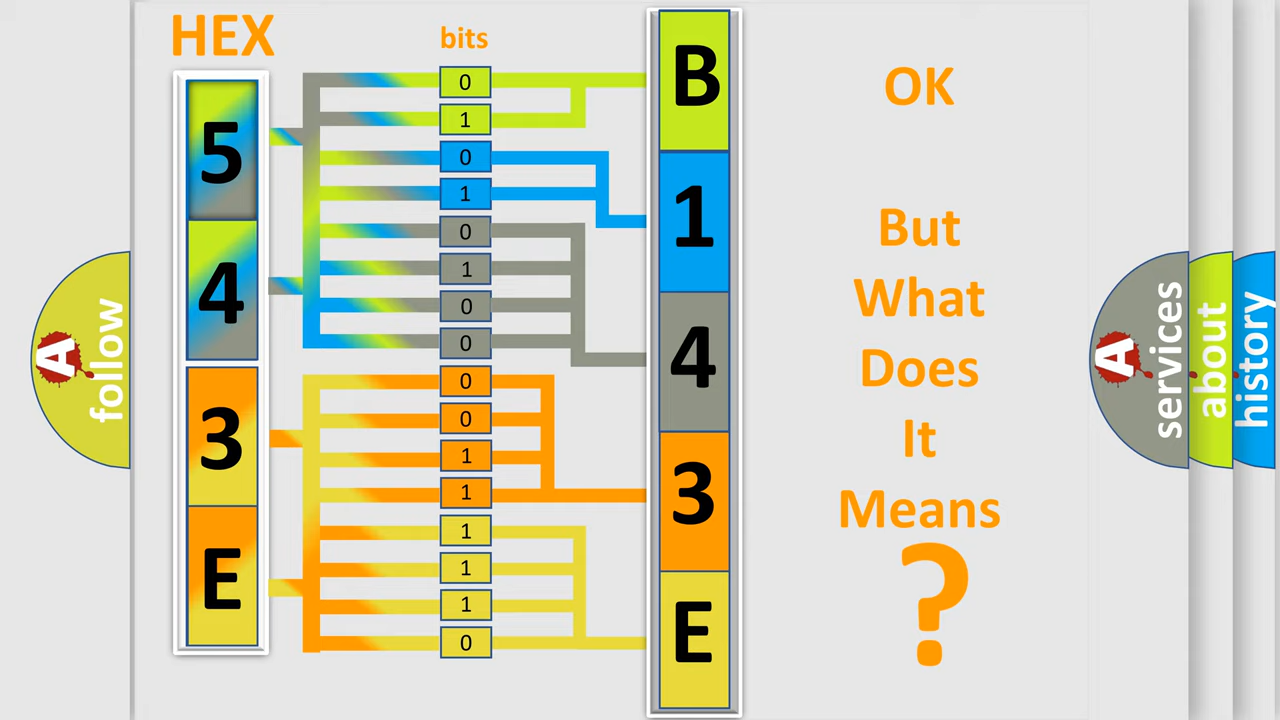 HEX
bits
5
4
3
E
0
1
0
1
0
1
0
0
0
0
1
1
1
1
1
0
B
1
4
3
E
OK
But
What
Does
It
Means
?
A
follow
A
services
about
history